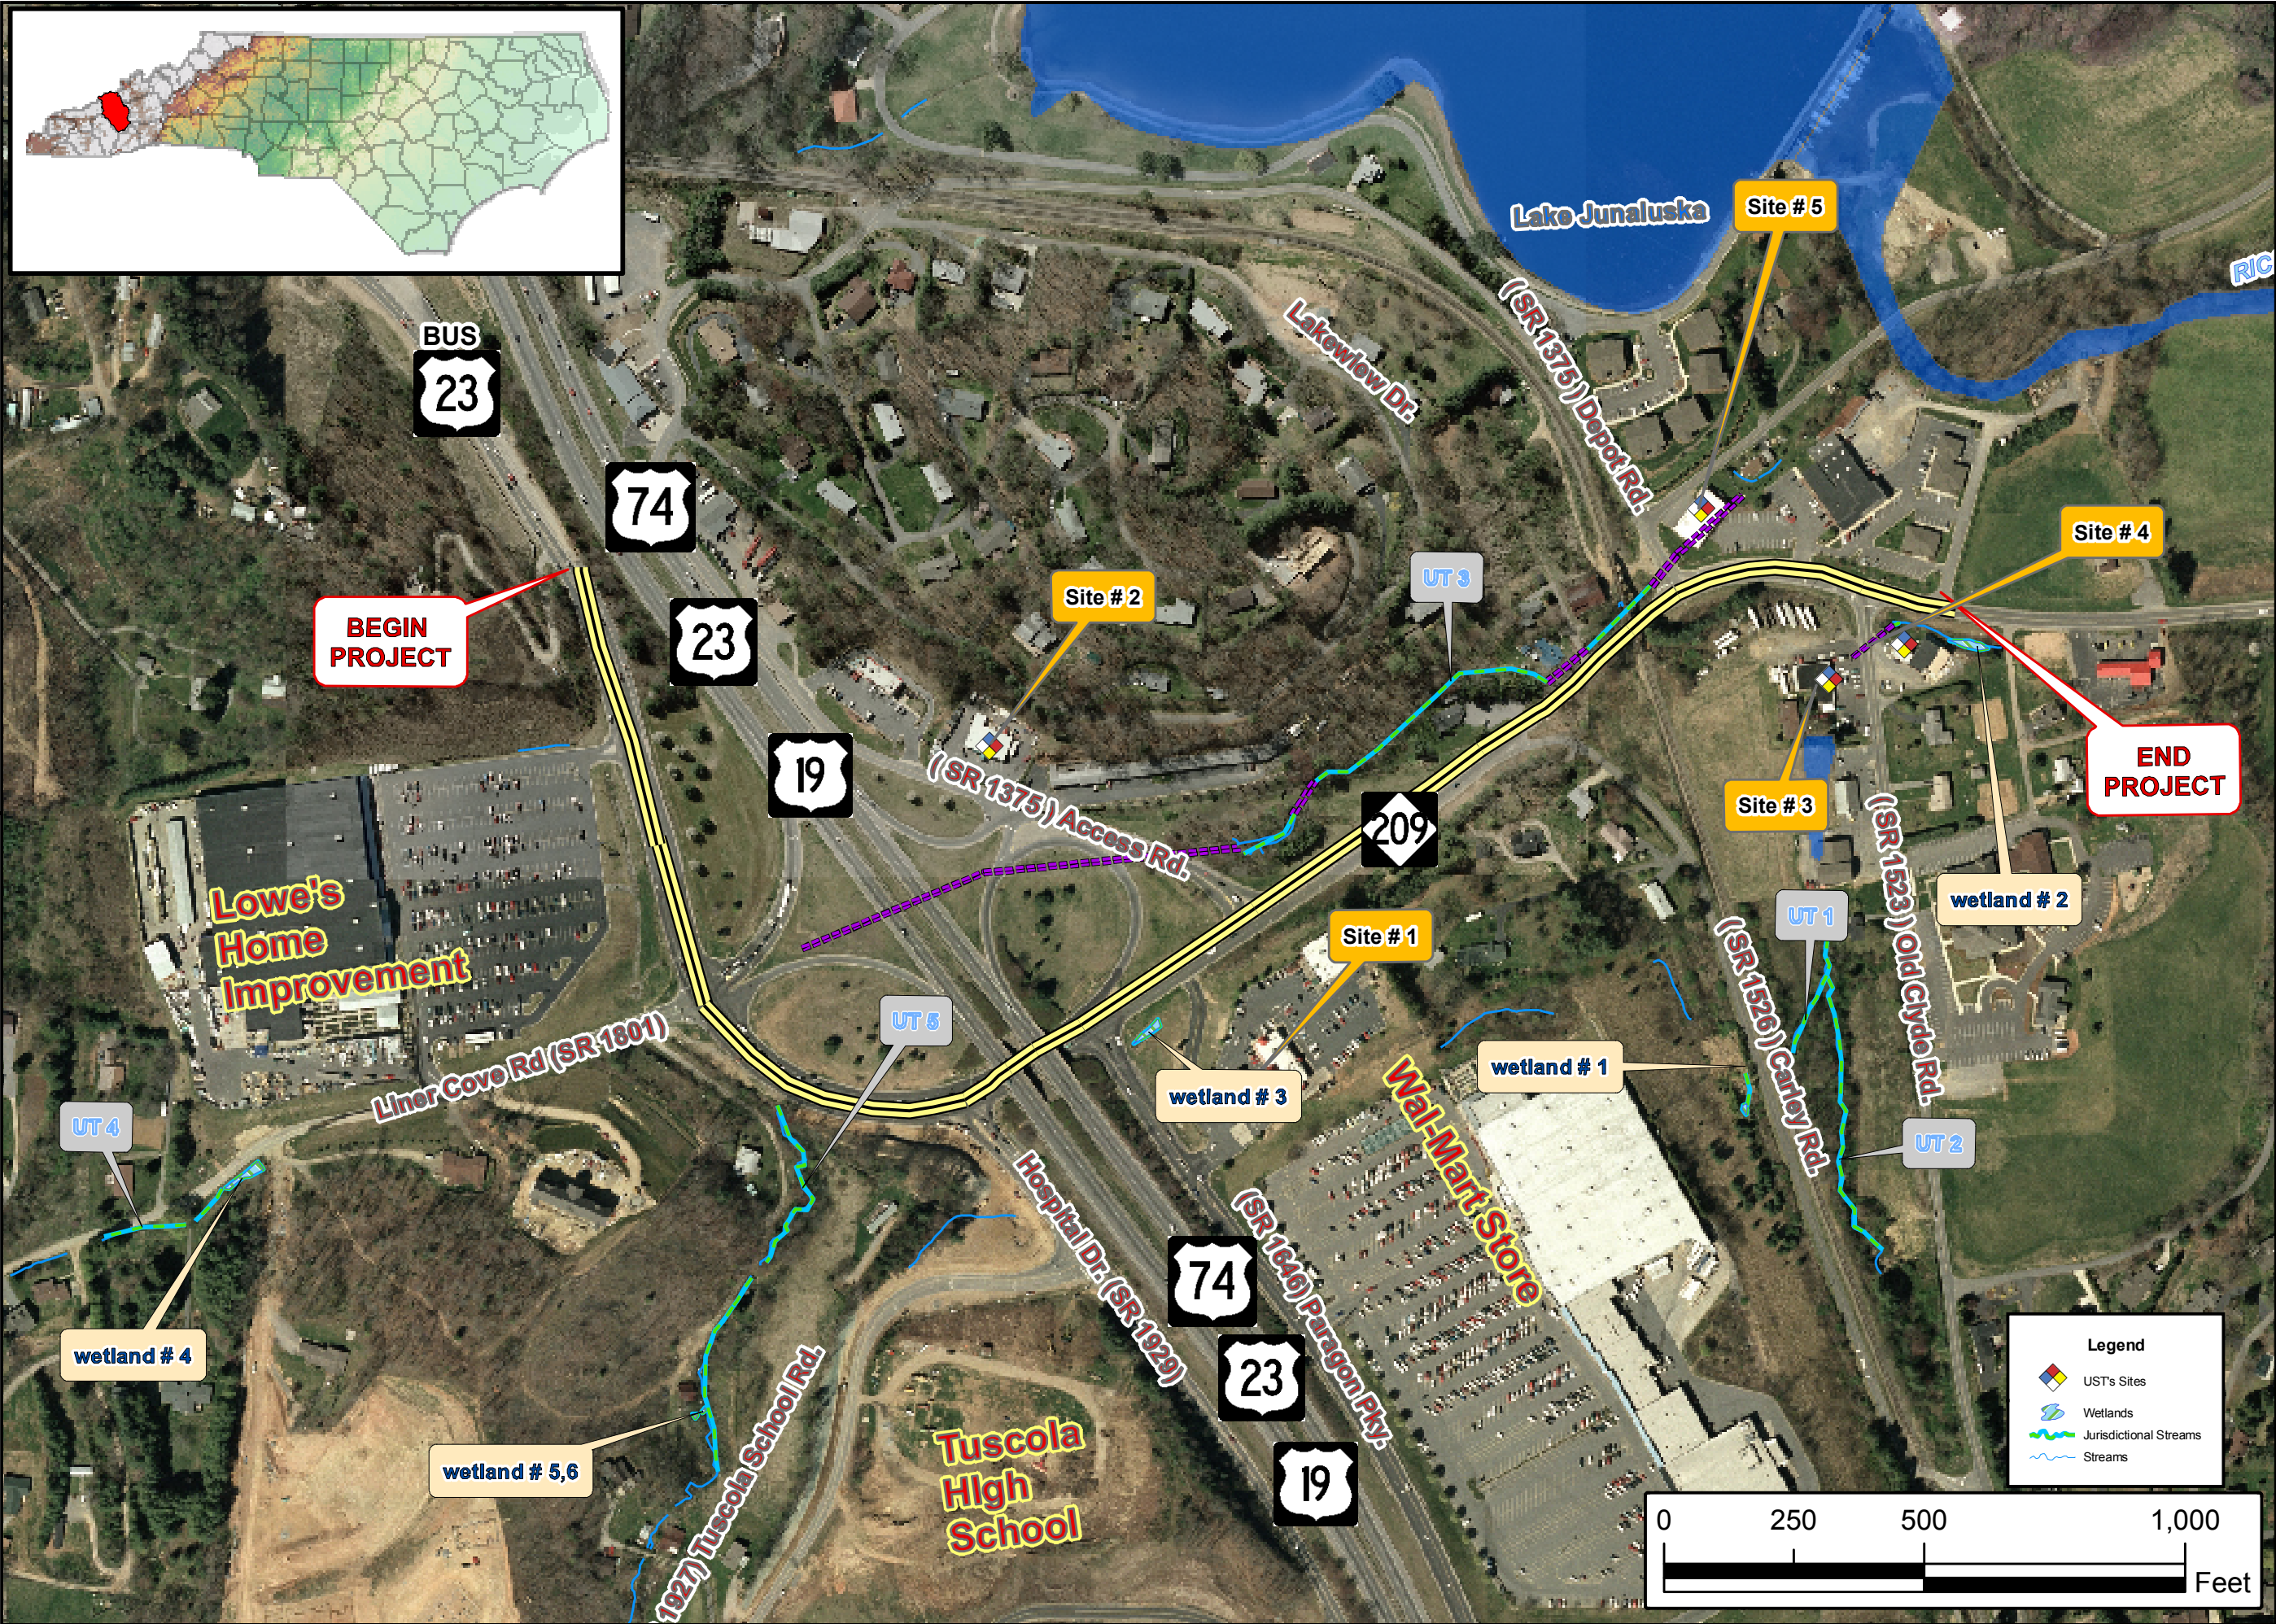 Lake Junaluska
Site # 5
RIC
BUS
23
Lakewiew Dr.
( SR 1375 ) Depot Rd.
74
Site # 4
UT 3
Site # 2
BEGIN
PROJECT
23
19
( SR 1375 ) Access Rd.
209
END
PROJECT
Site # 3
Lowe's
Home
Improvement
(SR 1523 ) Old Clyde Rd.
wetland # 2
UT 1
Site # 1
( SR 1526 ) Carley Rd.
UT 5
Liner Cove Rd (SR 1801)
wetland # 1
wetland # 3
Wal-Mart Store
UT 4
UT 2
Hospital Dr. (SR 1929)
(SR 1646) Paragon Pky.
74
23
19
wetland # 4
1927) Tuscola School Rd.
wetland # 5,6
Tuscola
HIgh
School
Legend
UST's Sites
Wetlands
Jurisdictional Streams
Streams
0 250 500 1,000
Feet